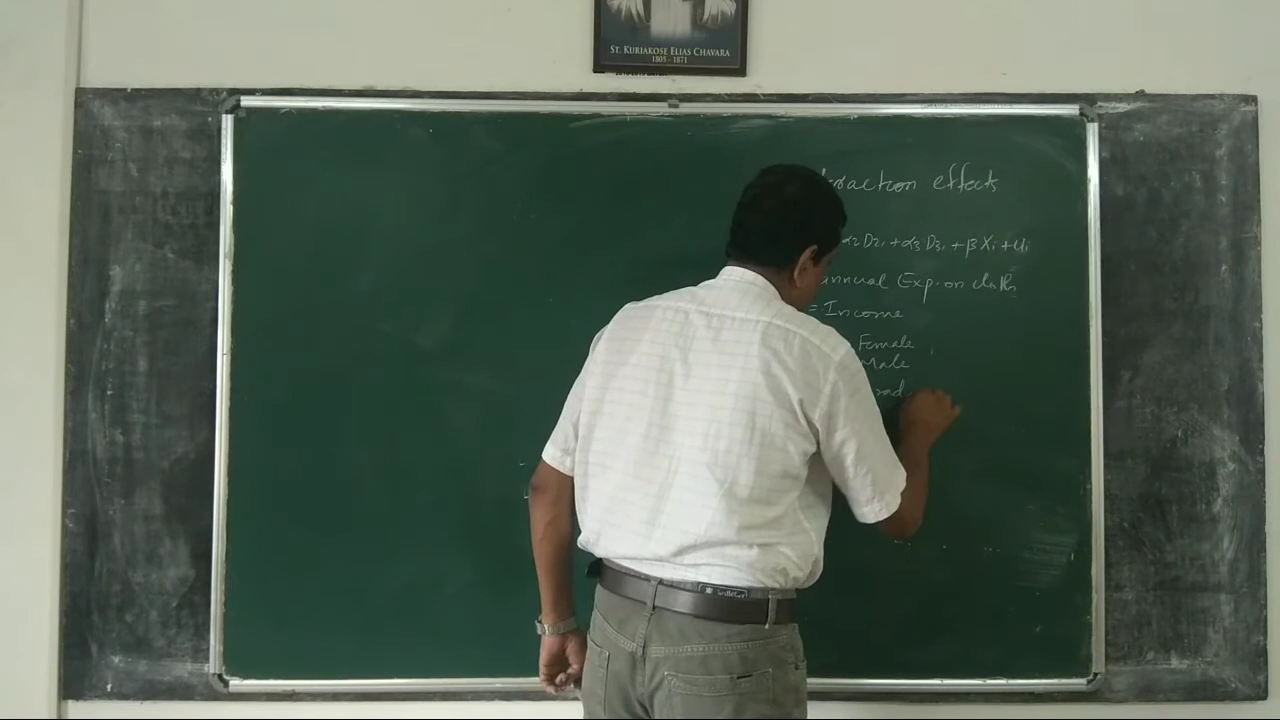 ST. KURIAKOSE ELIAS CHAVARA
1805 - 1871
effects
α2 D2i + α3 D3i + β Xi + Ui
annual Exp. on cloth
= Income
Female
Male